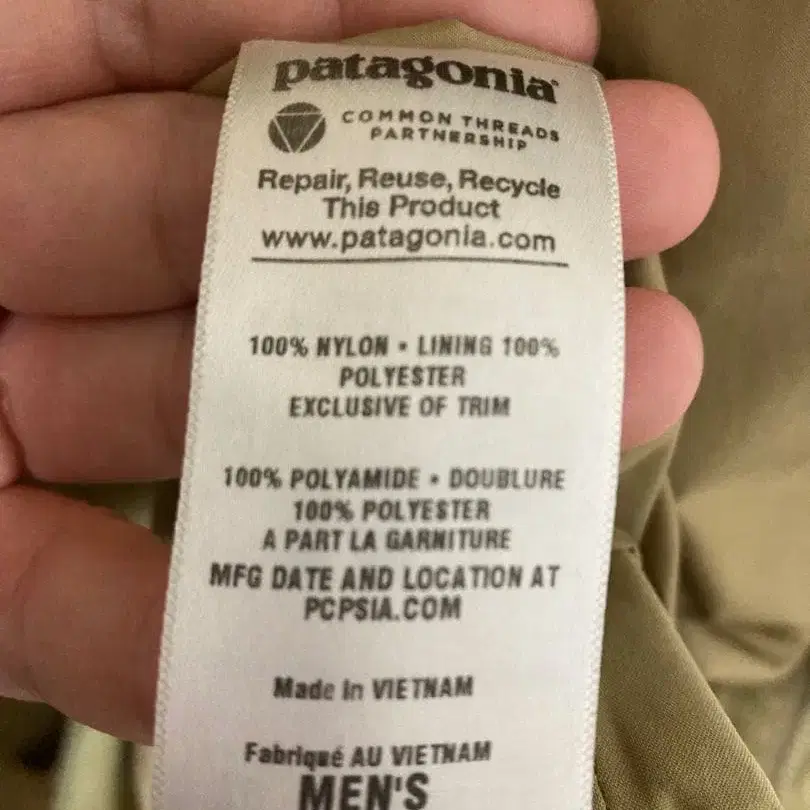 patagonia
COMMON THREADS
PARTNERSHIP
Repair, Reuse, Recycle
This Product
www.patagonia.com
100% NYLON • LINING 100%
POLYESTER
EXCLUSIVE OF TRIM
100% POLYAMIDE • DOUBLURE
100% POLYESTER
A PART LA GARNITURE
MFG DATE AND LOCATION AT
PCPSIA.COM
Made in VIETNAM
Fabriqué AU VIETNAM
MEN'S